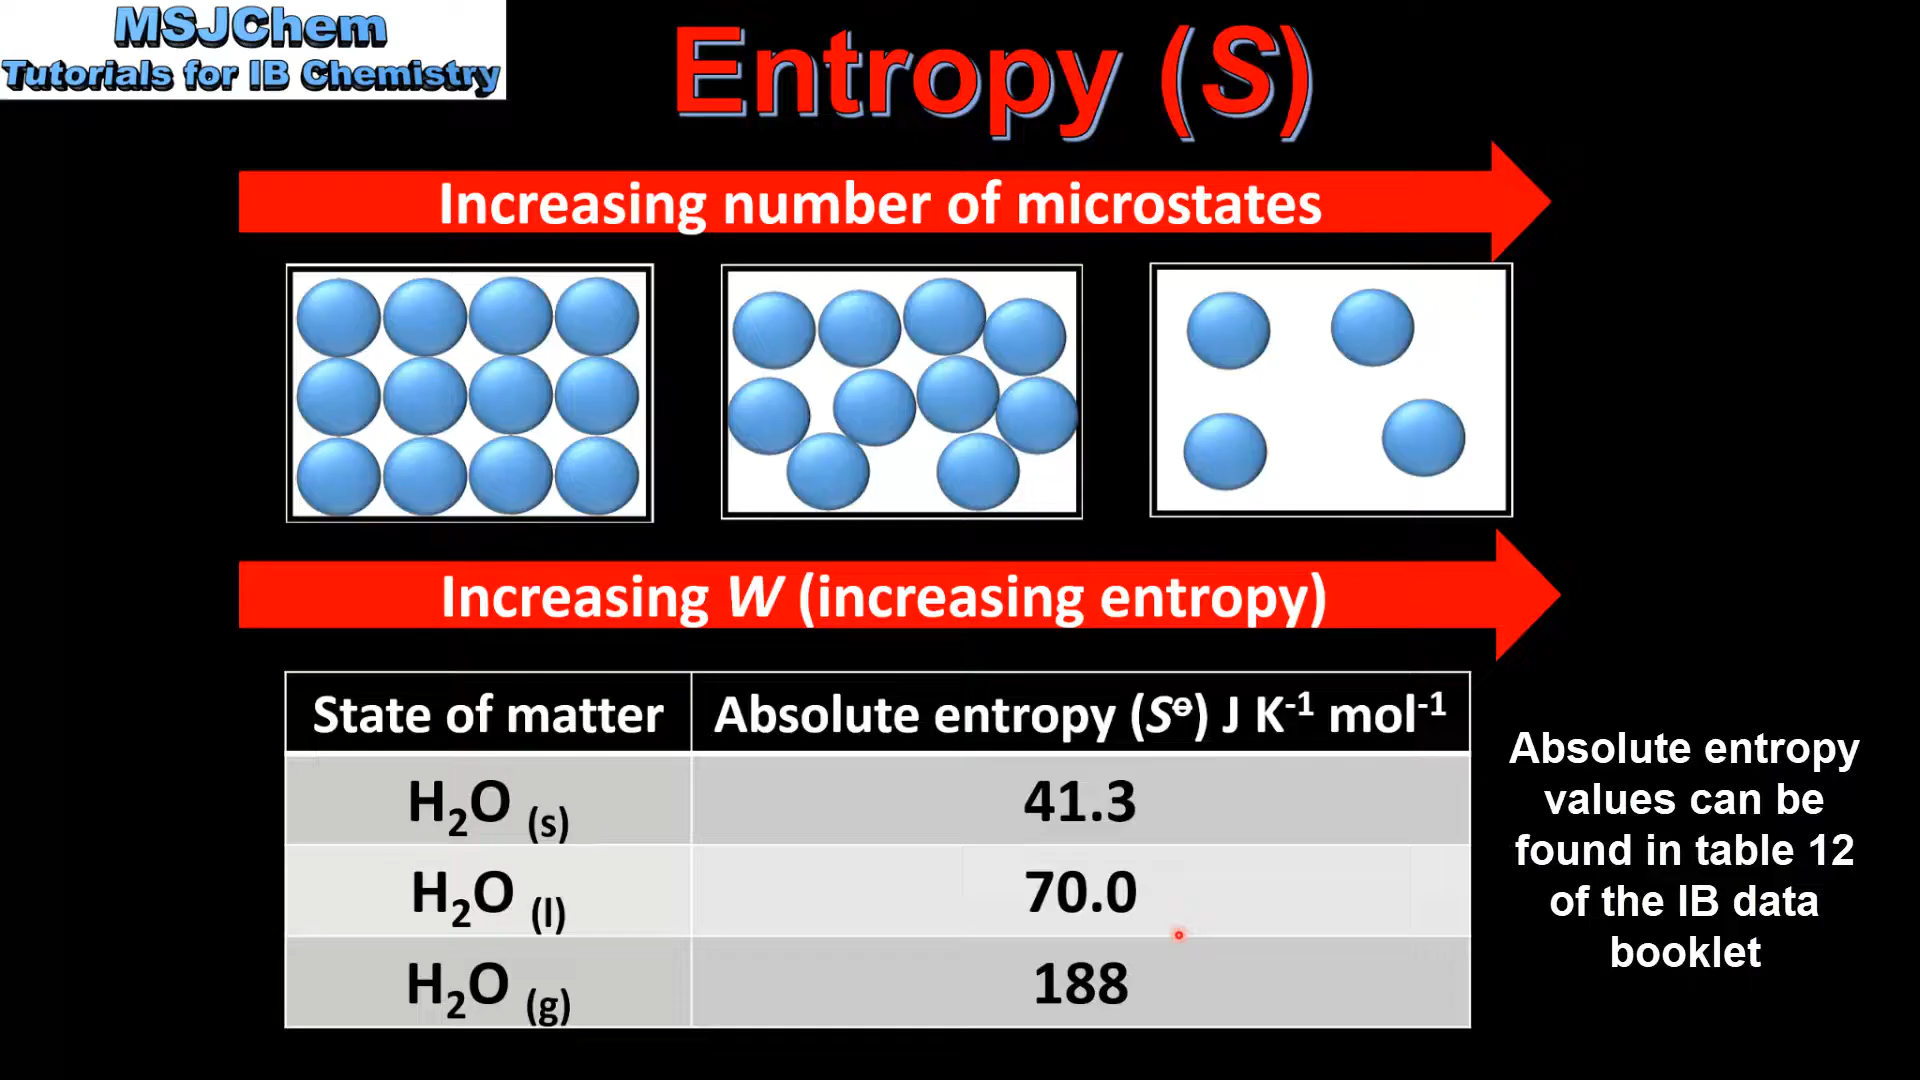 MSJChem
Tutorials for IB Chemistry
Entropy (S)
Increasing number of microstates
Increasing W (increasing entropy)
State of matter
Absolute entropy (S⊖) J K⁻¹ mol⁻¹
H₂O (s)
41.3
H₂O (l)
70.0
H₂O (g)
188
Absolute entropy
values can be
found in table 12
of the IB data
booklet